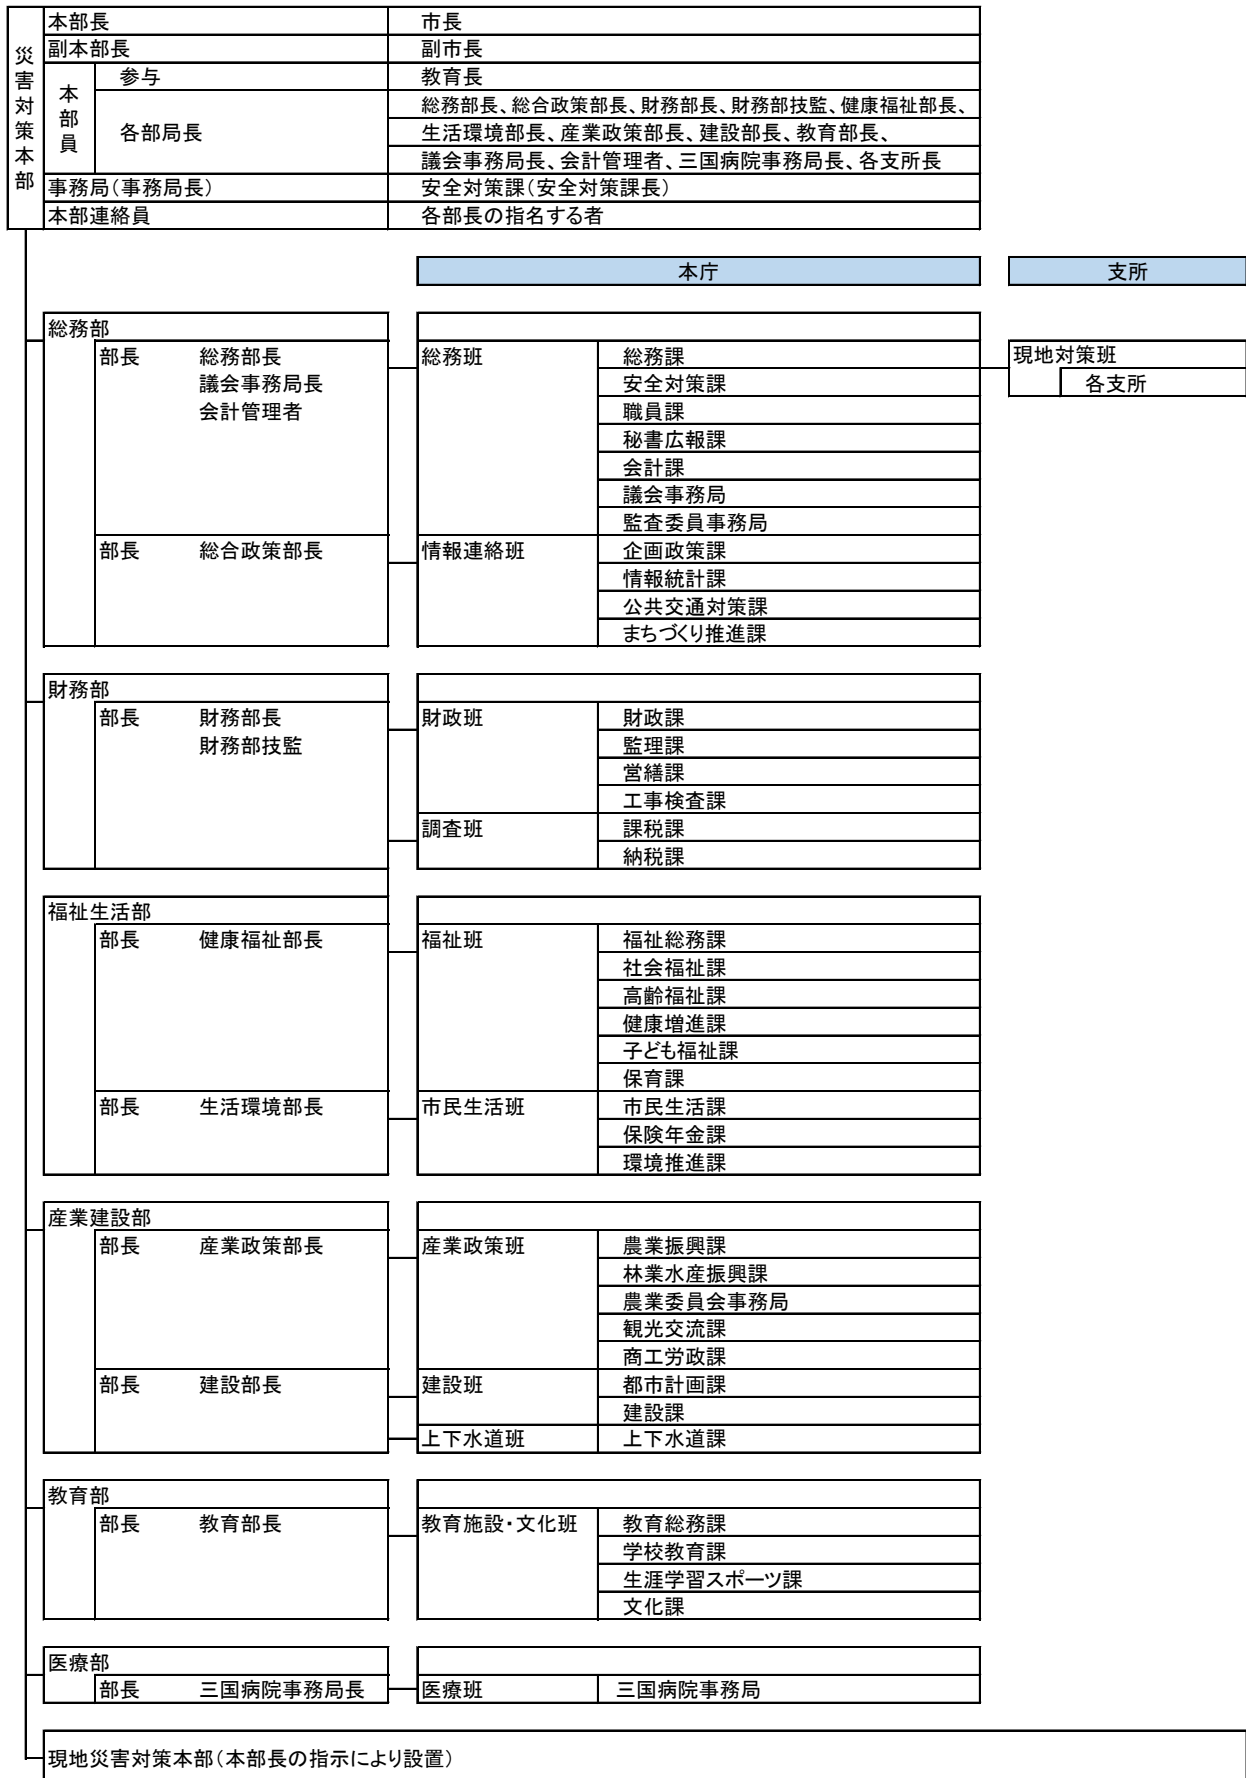 災害対策本部
本部長 市長
副本部長 副市長
本部員 参与 教育長
各部局長 総務部長、総合政策部長、財務部長、財務部技監、健康福祉部長、
生活環境部長、産業政策部長、建設部長、教育部長、
議会事務局長、会計管理者、三国病院事務局長、各支所長
事務局(事務局長) 安全対策課(安全対策課長)
本部連絡員 各部長の指名する者
本庁 支所
総務部
部長 総務部長 総務班 総務課 現地対策班
議会事務局長 安全対策課 各支所
会計管理者 職員課
秘書広報課
会計課
議会事務局
監査委員事務局
部長 総合政策部長 情報連絡班 企画政策課
情報統計課
公共交通対策課
まちづくり推進課
財務部
部長 財務部長 財政班 財政課
財務部技監 監理課
営繕課
工事検査課
調査班 課税課
納税課
福祉生活部
部長 健康福祉部長 福祉班 福祉総務課
社会福祉課
高齢福祉課
健康増進課
子ども福祉課
保育課
部長 生活環境部長 市民生活班 市民生活課
保険年金課
環境推進課
産業建設部
部長 産業政策部長 産業政策班 農業振興課
林業水産振興課
農業委員会事務局
観光交流課
商工労政課
部長 建設部長 建設班 都市計画課
建設課
上下水道班 上下水道課
教育部
部長 教育部長 教育施設・文化班 教育総務課
学校教育課
生涯学習スポーツ課
文化課
医療部
部長 三国病院事務局長 医療班 三国病院事務局
現地災害対策本部(本部長の指示により設置)